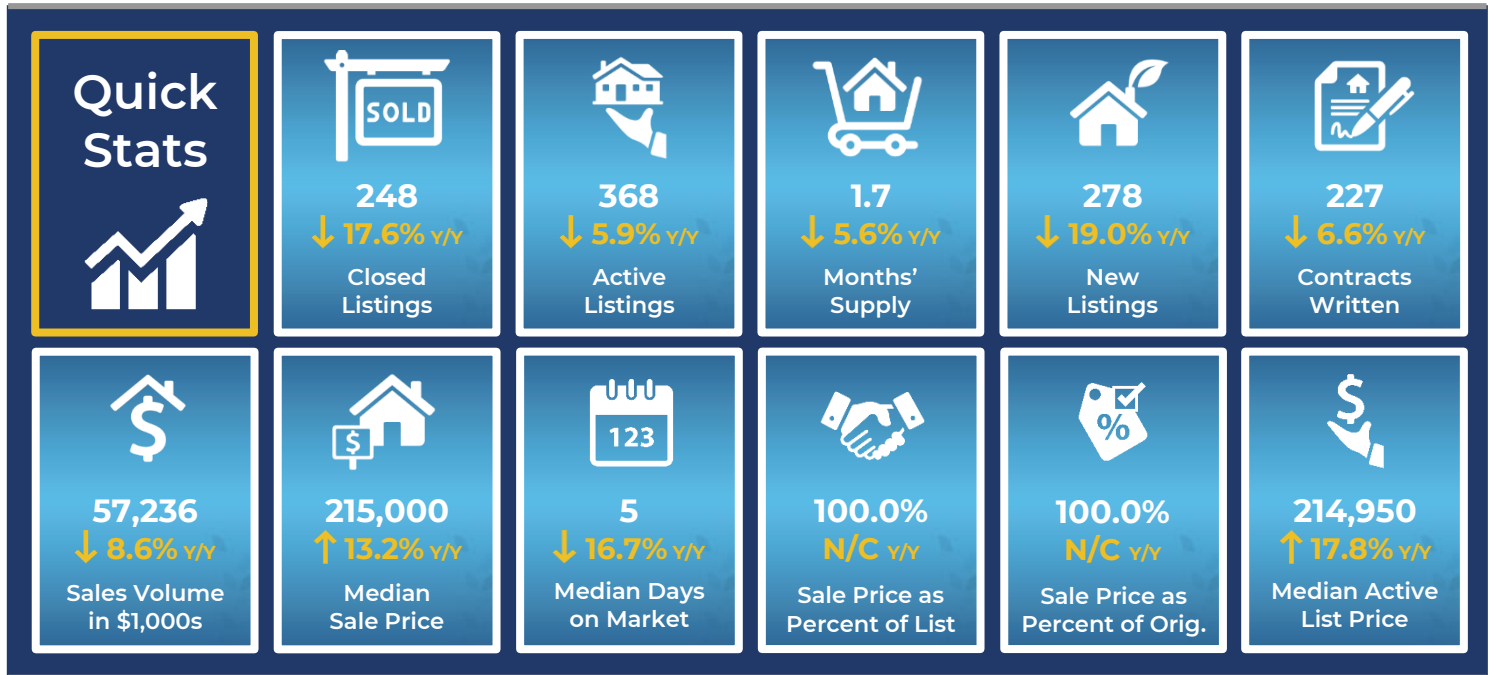 Quick
Stats
SOLD
248
↓ 17.6% Y/Y
Closed
Listings
368
↓ 5.9% Y/Y
Active
Listings
1.7
↓ 5.6% Y/Y
Months’
Supply
278
↓ 19.0% Y/Y
New
Listings
227
↓ 6.6% Y/Y
Contracts
Written
$
57,236
↓ 8.6% Y/Y
Sales Volume
in $1,000s
$
215,000
↑ 13.2% Y/Y
Median
Sale Price
123
5
↓ 16.7% Y/Y
Median Days
on Market
100.0%
N/C Y/Y
Sale Price as
Percent of List
%
100.0%
N/C Y/Y
Sale Price as
Percent of Orig.
$
214,950
↑ 17.8% Y/Y
Median Active
List Price